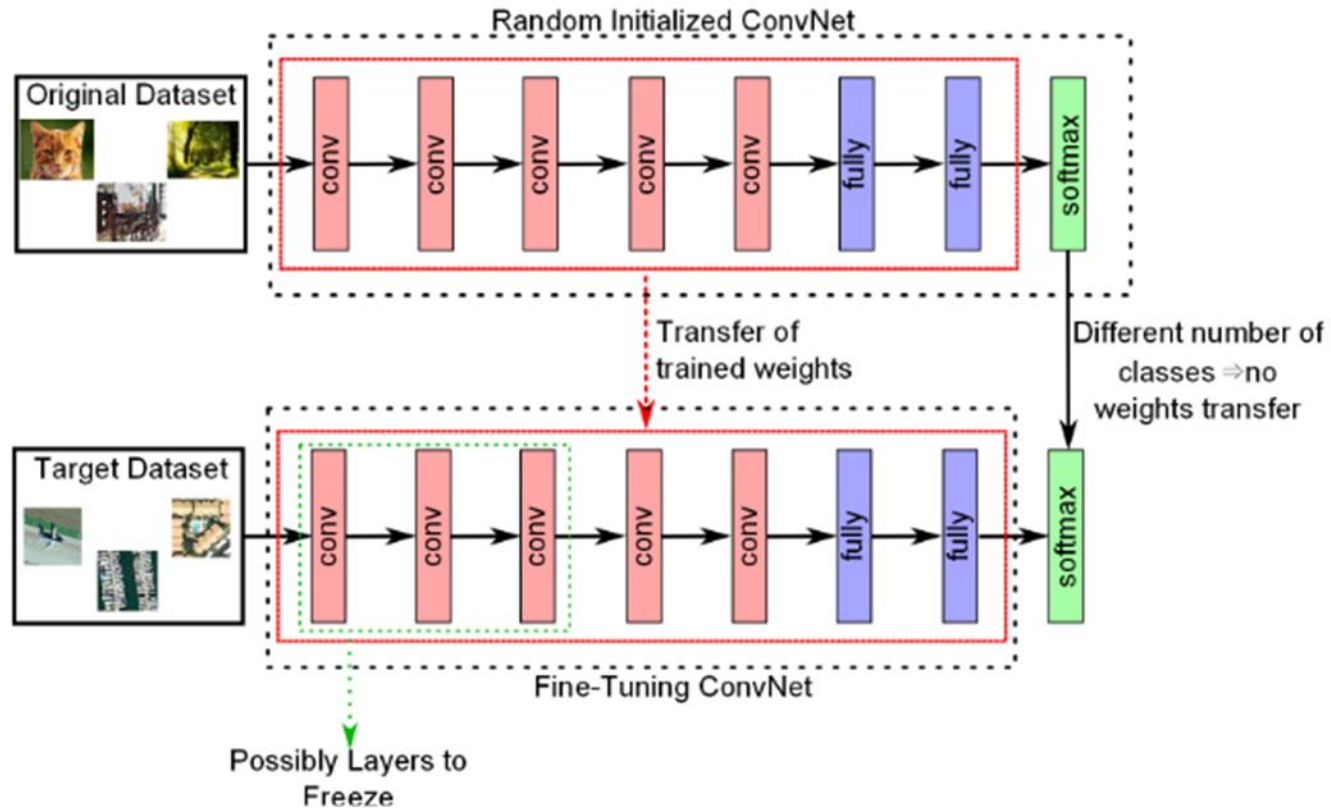 Random Initialized ConvNet
Original Dataset
conv
conv
conv
conv
conv
fully
fully
softmax
Transfer of
trained weights
Different number of
classes ⇒no
weights transfer
Target Dataset
conv
conv
conv
conv
conv
fully
fully
softmax
Fine-Tuning ConvNet
Possibly Layers to
Freeze